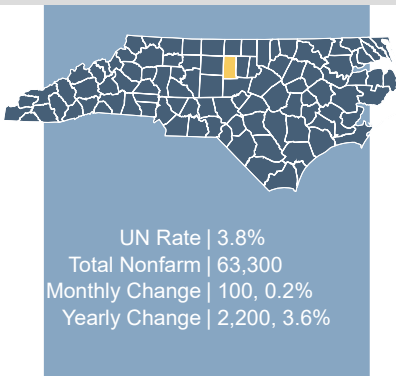 UN Rate | 3.8%
Total Nonfarm | 63,300
Monthly Change | 100, 0.2%
Yearly Change | 2,200, 3.6%